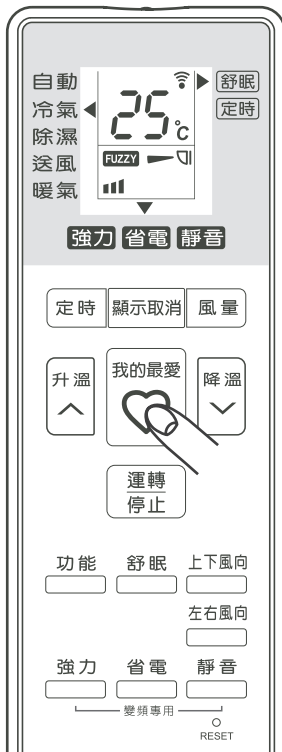 自動
冷氣
除濕
送風
暖氣
25°C
FUZZY
舒眠
定時
強力 省電 靜音
定時 顯示取消 風量
升溫 我的最愛 降溫
運轉
停止
功能 舒眠 上下風向
左右風向
強力 省電 靜音
變頻專用
RESET